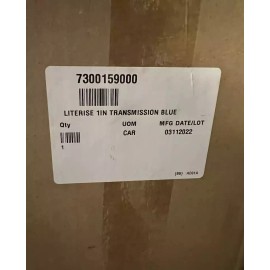 7300159000
LITERISE 1IN TRANSMISSION BLUE
Qty UOM MFG DATE/LOT
CAR 03112022
1